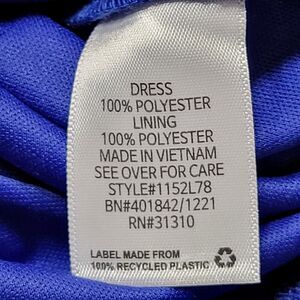 DRESS
100% POLYESTER
LINING
100% POLYESTER
MADE IN VIETNAM
SEE OVER FOR CARE
STYLE#1152L78
BN#401842/1221
RN#31310
LABEL MADE FROM
100% RECYCLED PLASTIC